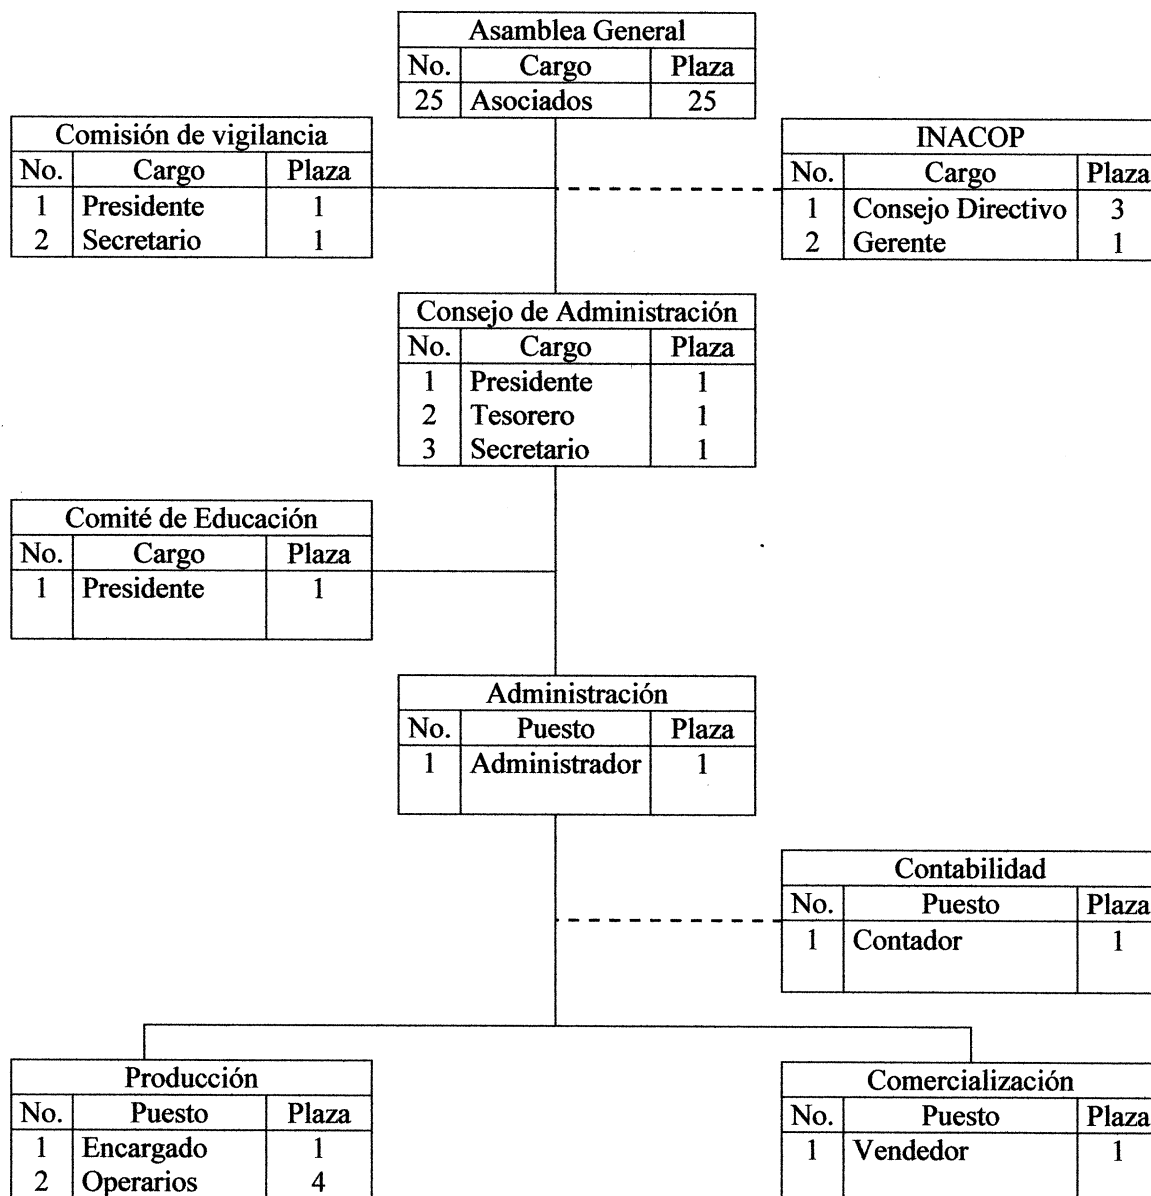 Asamblea General
No. Cargo Plaza
25 Asociados 25
Comisión de vigilancia
No. Cargo Plaza
1 Presidente 1
2 Secretario 1
INACOP
No. Cargo Plaza
1 Consejo Directivo 3
2 Gerente 1
Consejo de Administración
No. Cargo Plaza
1 Presidente 1
2 Tesorero 1
3 Secretario 1
Comité de Educación
No. Cargo Plaza
1 Presidente 1
Administración
No. Puesto Plaza
1 Administrador 1
Contabilidad
No. Puesto Plaza
1 Contador 1
Producción
No. Puesto Plaza
1 Encargado 1
2 Operarios 4
Comercialización
No. Puesto Plaza
1 Vendedor 1